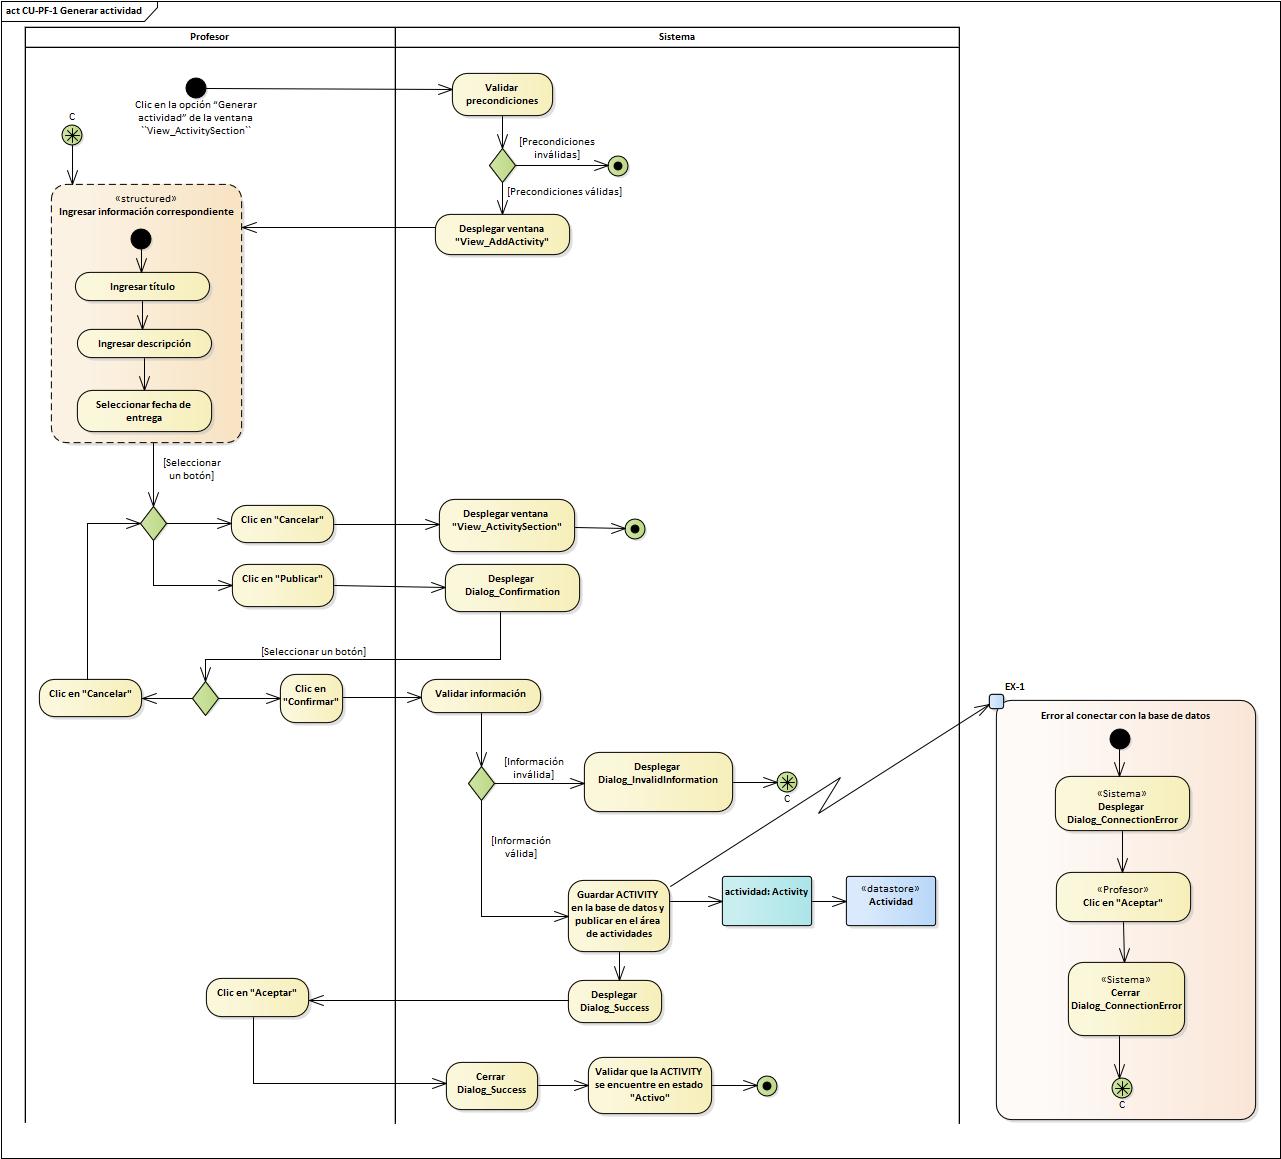 act CU-PF-1 Generar actividad
Profesor
Sistema
Clic en la opción “Generar
actividad” de la ventana
``View_ActivitySection``
Validar
precondiciones
C
[Precondiciones
inválidas]
[Precondiciones válidas]
«structured»
Ingresar información correspondiente
Desplegar ventana
"View_AddActivity"
Ingresar título
Ingresar descripción
Seleccionar fecha de
entrega
[Seleccionar
un botón]
Clic en "Cancelar"
Desplegar ventana
"View_ActivitySection"
Clic en "Publicar"
Desplegar
Dialog_Confirmation
[Seleccionar un botón]
Clic en "Cancelar"
Clic en
"Confirmar"
Validar información
[Información
inválida]
Desplegar
Dialog_InvalidInformation
C
[Información
válida]
Guardar ACTIVITY
en la base de datos y
publicar en el área
de actividades
actividad: Activity
«datastore»
Actividad
Clic en "Aceptar"
Desplegar
Dialog_Success
Cerrar
Dialog_Success
Validar que la ACTIVITY
se encuentre en estado
"Activo"
EX-1
Error al conectar con la base de datos
«Sistema»
Desplegar
Dialog_ConnectionError
«Profesor»
Clic en "Aceptar"
«Sistema»
Cerrar
Dialog_ConnectionError
C